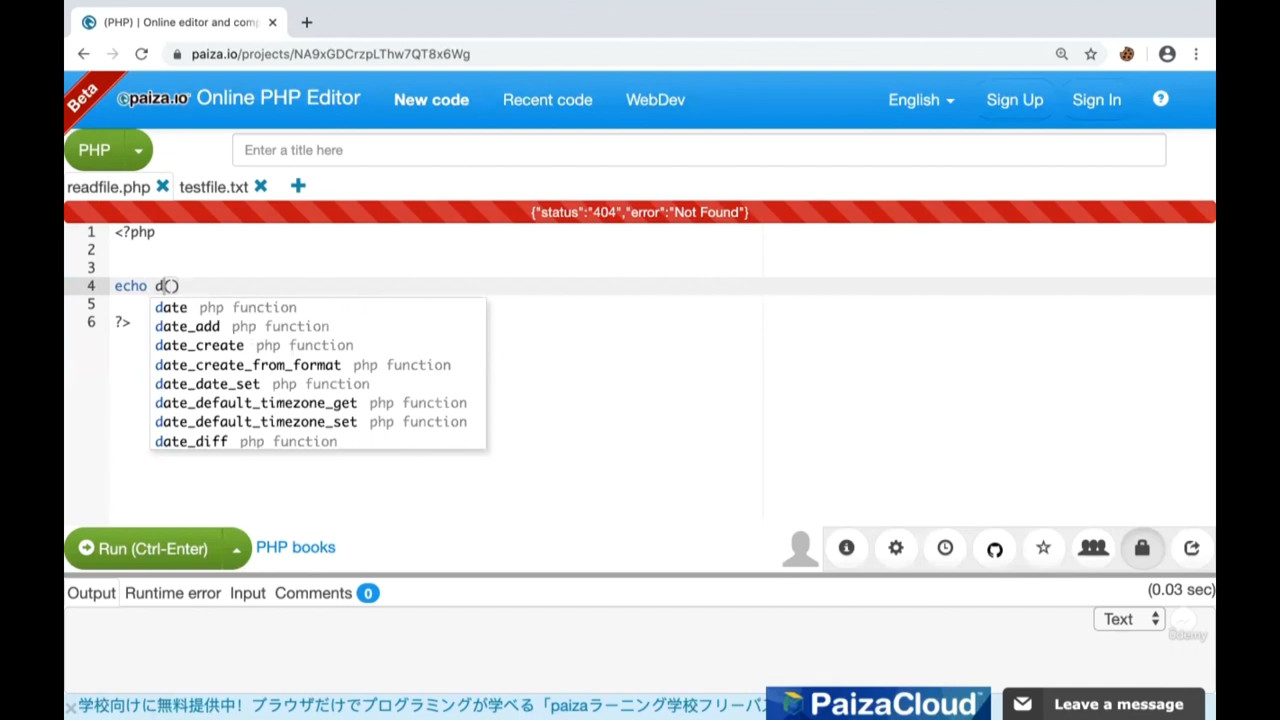 (PHP) | Online editor and comp
paiza.io/projects/NA9xGDCrzpLThw7QT8x6Wg
Beta
paiza.io Online PHP Editor New code Recent code WebDev English Sign Up Sign In ?
PHP Enter a title here
readfile.php testfile.txt
{"status":"404","error":"Not Found"}
1 <?php
2
3
4 echo d()
5
6 ?>
date php function
date_add php function
date_create php function
date_create_from_format php function
date_date_set php function
date_default_timezone_get php function
date_default_timezone_set php function
date_diff php function
Run (Ctrl-Enter) PHP books
Output Runtime error Input Comments 0 (0.03 sec)
Text
ûdemy
学校向けに無料提供中！ブラウザだけでプログラミングが学べる「paizaラーニング学校フリーパス
PaizaCloud Leave a message